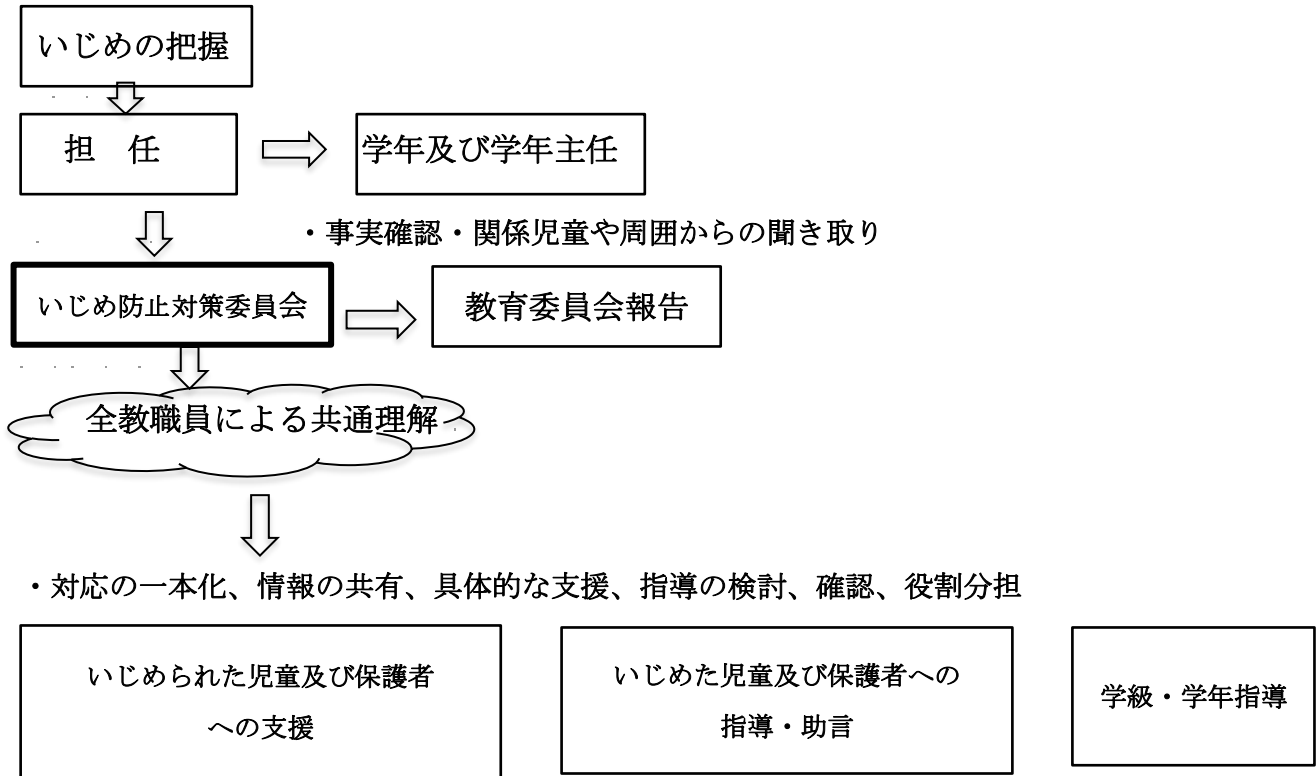 いじめの把握
担　任
学年及び学年主任
・事実確認・関係児童や周囲からの聞き取り
いじめ防止対策委員会
教育委員会報告
全教職員による共通理解
・対応の一本化、情報の共有、具体的な支援、指導の検討、確認、役割分担
いじめられた児童及び保護者
への支援
いじめた児童及び保護者への
指導・助言
学級・学年指導